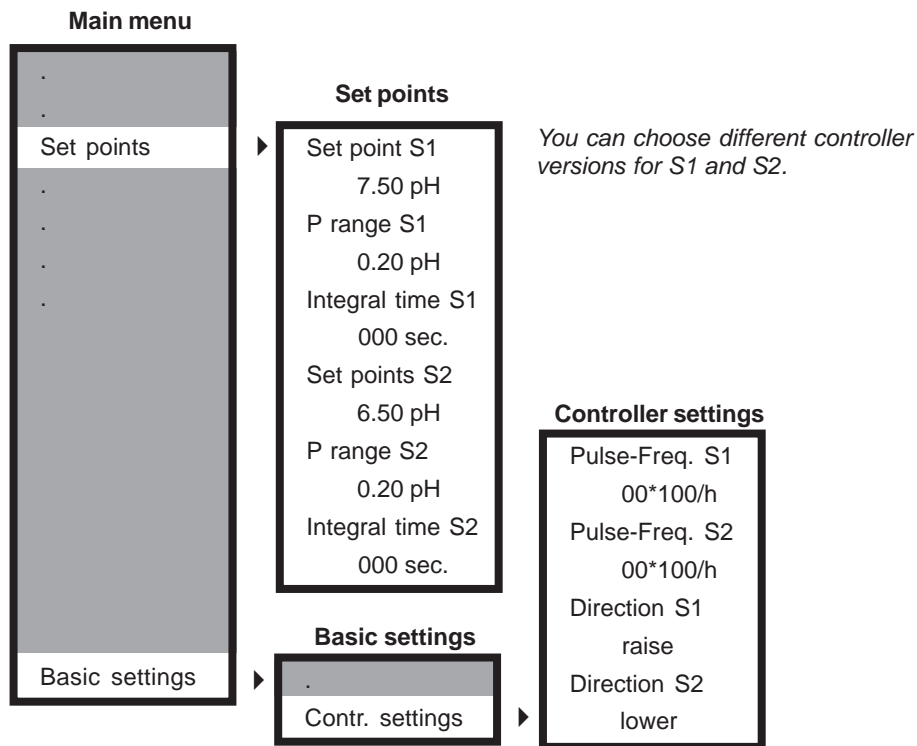 Main menu
.
.
Set points
.
.
.
.
Basic settings
Set points
Set point S1
7.50 pH
P range S1
0.20 pH
Integral time S1
000 sec.
Set points S2
6.50 pH
P range S2
0.20 pH
Integral time S2
000 sec.
You can choose different controller
versions for S1 and S2.
Basic settings
.
Contr. settings
Controller settings
Pulse-Freq. S1
00*100/h
Pulse-Freq. S2
00*100/h
Direction S1
raise
Direction S2
lower